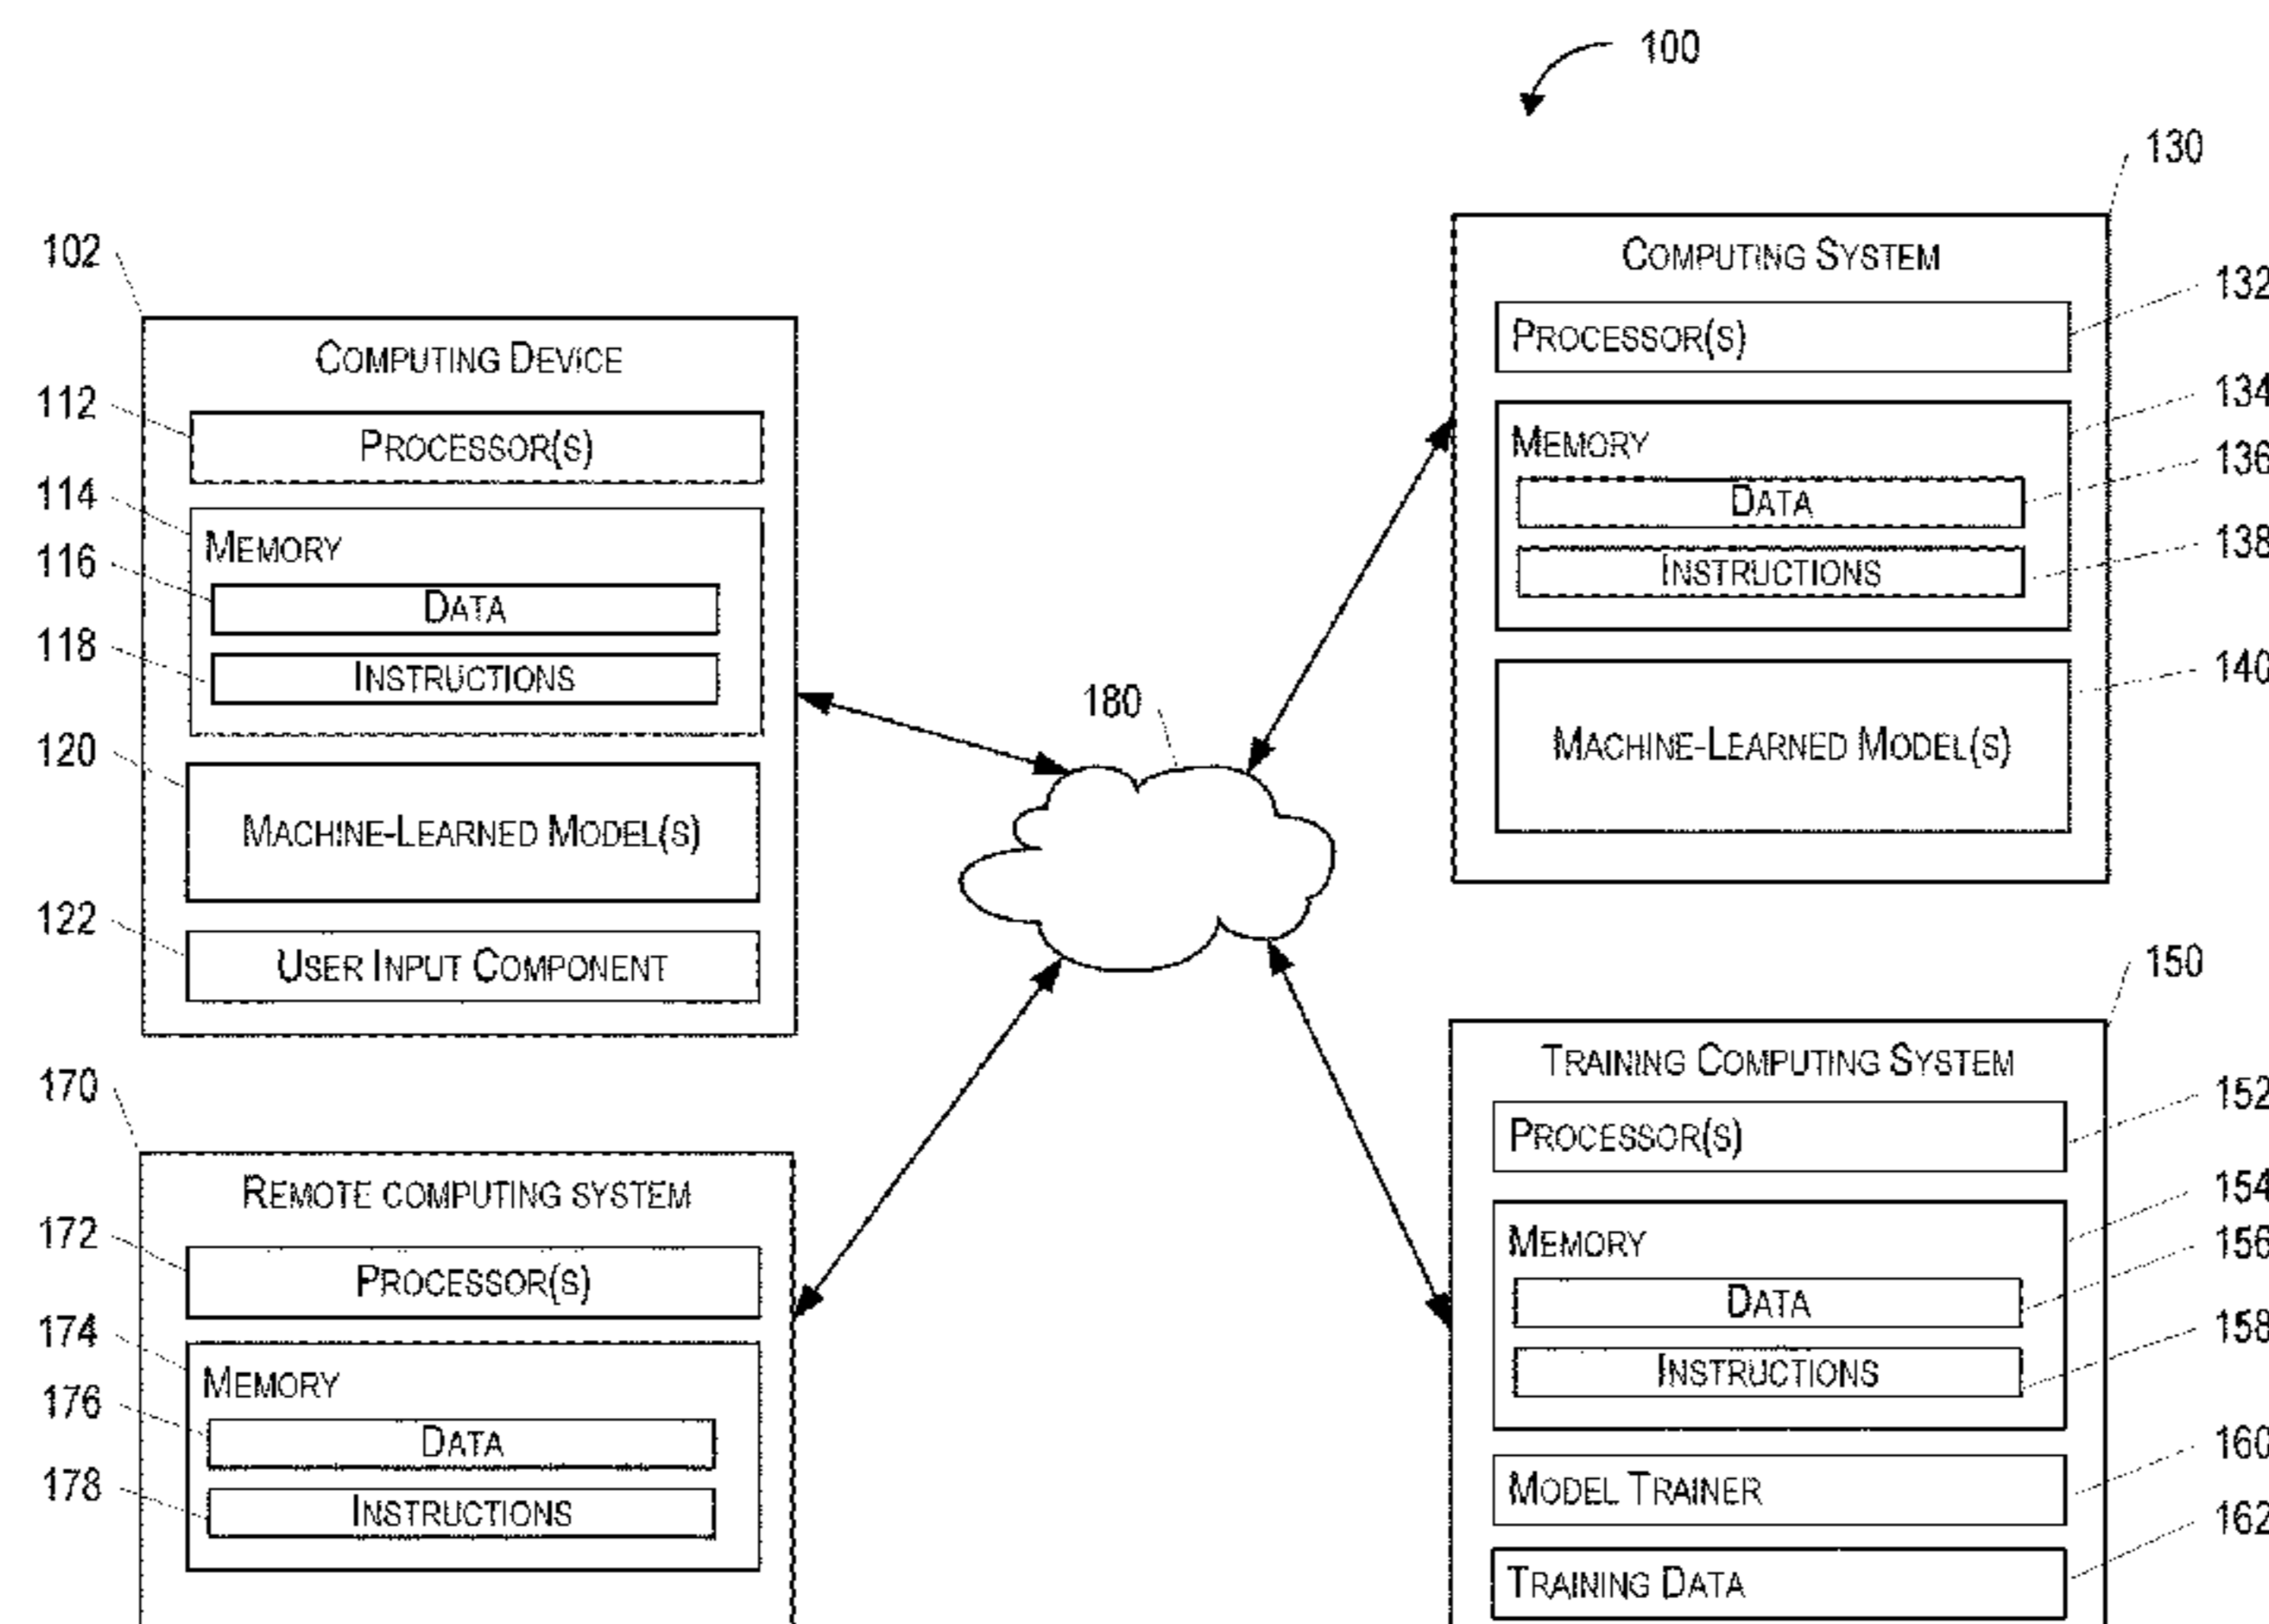 100
130
102
COMPUTING SYSTEM
132
PROCESSOR(S)
134
MEMORY
136
DATA
138
INSTRUCTIONS
140
MACHINE-LEARNED MODEL(S)
COMPUTING DEVICE
112
PROCESSOR(S)
114
MEMORY
116
DATA
118
INSTRUCTIONS
120
MACHINE-LEARNED MODEL(S)
122
USER INPUT COMPONENT
180
150
TRAINING COMPUTING SYSTEM
152
PROCESSOR(S)
154
MEMORY
156
DATA
158
INSTRUCTIONS
160
MODEL TRAINER
162
TRAINING DATA
170
REMOTE COMPUTING SYSTEM
172
PROCESSOR(S)
174
MEMORY
176
DATA
178
INSTRUCTIONS